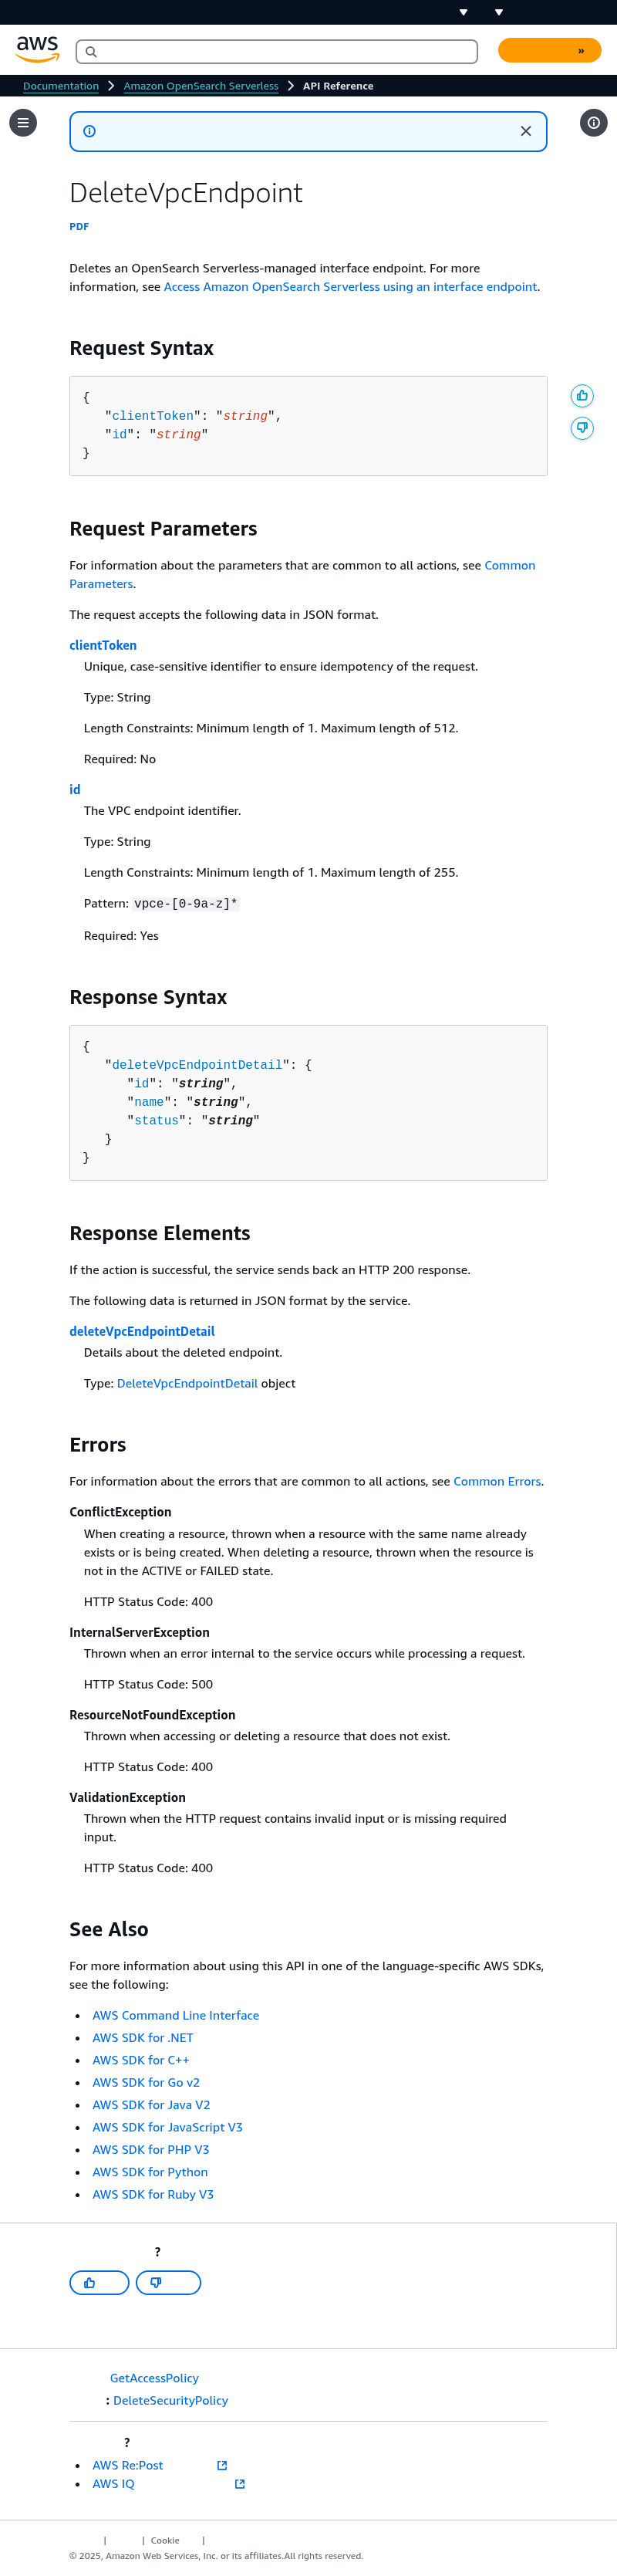 aws
»
Documentation
Amazon OpenSearch Serverless
API Reference
DeleteVpcEndpoint
PDF
Deletes an OpenSearch Serverless-managed interface endpoint. For more
information, see Access Amazon OpenSearch Serverless using an interface endpoint.
Request Syntax
{
"clientToken": "string",
"id": "string"
}
Request Parameters
For information about the parameters that are common to all actions, see Common
Parameters.
The request accepts the following data in JSON format.
clientToken
Unique, case-sensitive identifier to ensure idempotency of the request.
Type: String
Length Constraints: Minimum length of 1. Maximum length of 512.
Required: No
id
The VPC endpoint identifier.
Type: String
Length Constraints: Minimum length of 1. Maximum length of 255.
Pattern: vpce-[0-9a-z]*
Required: Yes
Response Syntax
{
"deleteVpcEndpointDetail": {
"id": "string",
"name": "string",
"status": "string"
}
}
Response Elements
If the action is successful, the service sends back an HTTP 200 response.
The following data is returned in JSON format by the service.
deleteVpcEndpointDetail
Details about the deleted endpoint.
Type: DeleteVpcEndpointDetail object
Errors
For information about the errors that are common to all actions, see Common Errors.
ConflictException
When creating a resource, thrown when a resource with the same name already
exists or is being created. When deleting a resource, thrown when the resource is
not in the ACTIVE or FAILED state.
HTTP Status Code: 400
InternalServerException
Thrown when an error internal to the service occurs while processing a request.
HTTP Status Code: 500
ResourceNotFoundException
Thrown when accessing or deleting a resource that does not exist.
HTTP Status Code: 400
ValidationException
Thrown when the HTTP request contains invalid input or is missing required
input.
HTTP Status Code: 400
See Also
For more information about using this API in one of the language-specific AWS SDKs,
see the following:
• AWS Command Line Interface
• AWS SDK for .NET
• AWS SDK for C++
• AWS SDK for Go v2
• AWS SDK for Java V2
• AWS SDK for JavaScript V3
• AWS SDK for PHP V3
• AWS SDK for Python
• AWS SDK for Ruby V3
?
GetAccessPolicy
: DeleteSecurityPolicy
?
• AWS Re:Post
• AWS IQ
| | Cookie |
© 2025, Amazon Web Services, Inc. or its affiliates.All rights reserved.